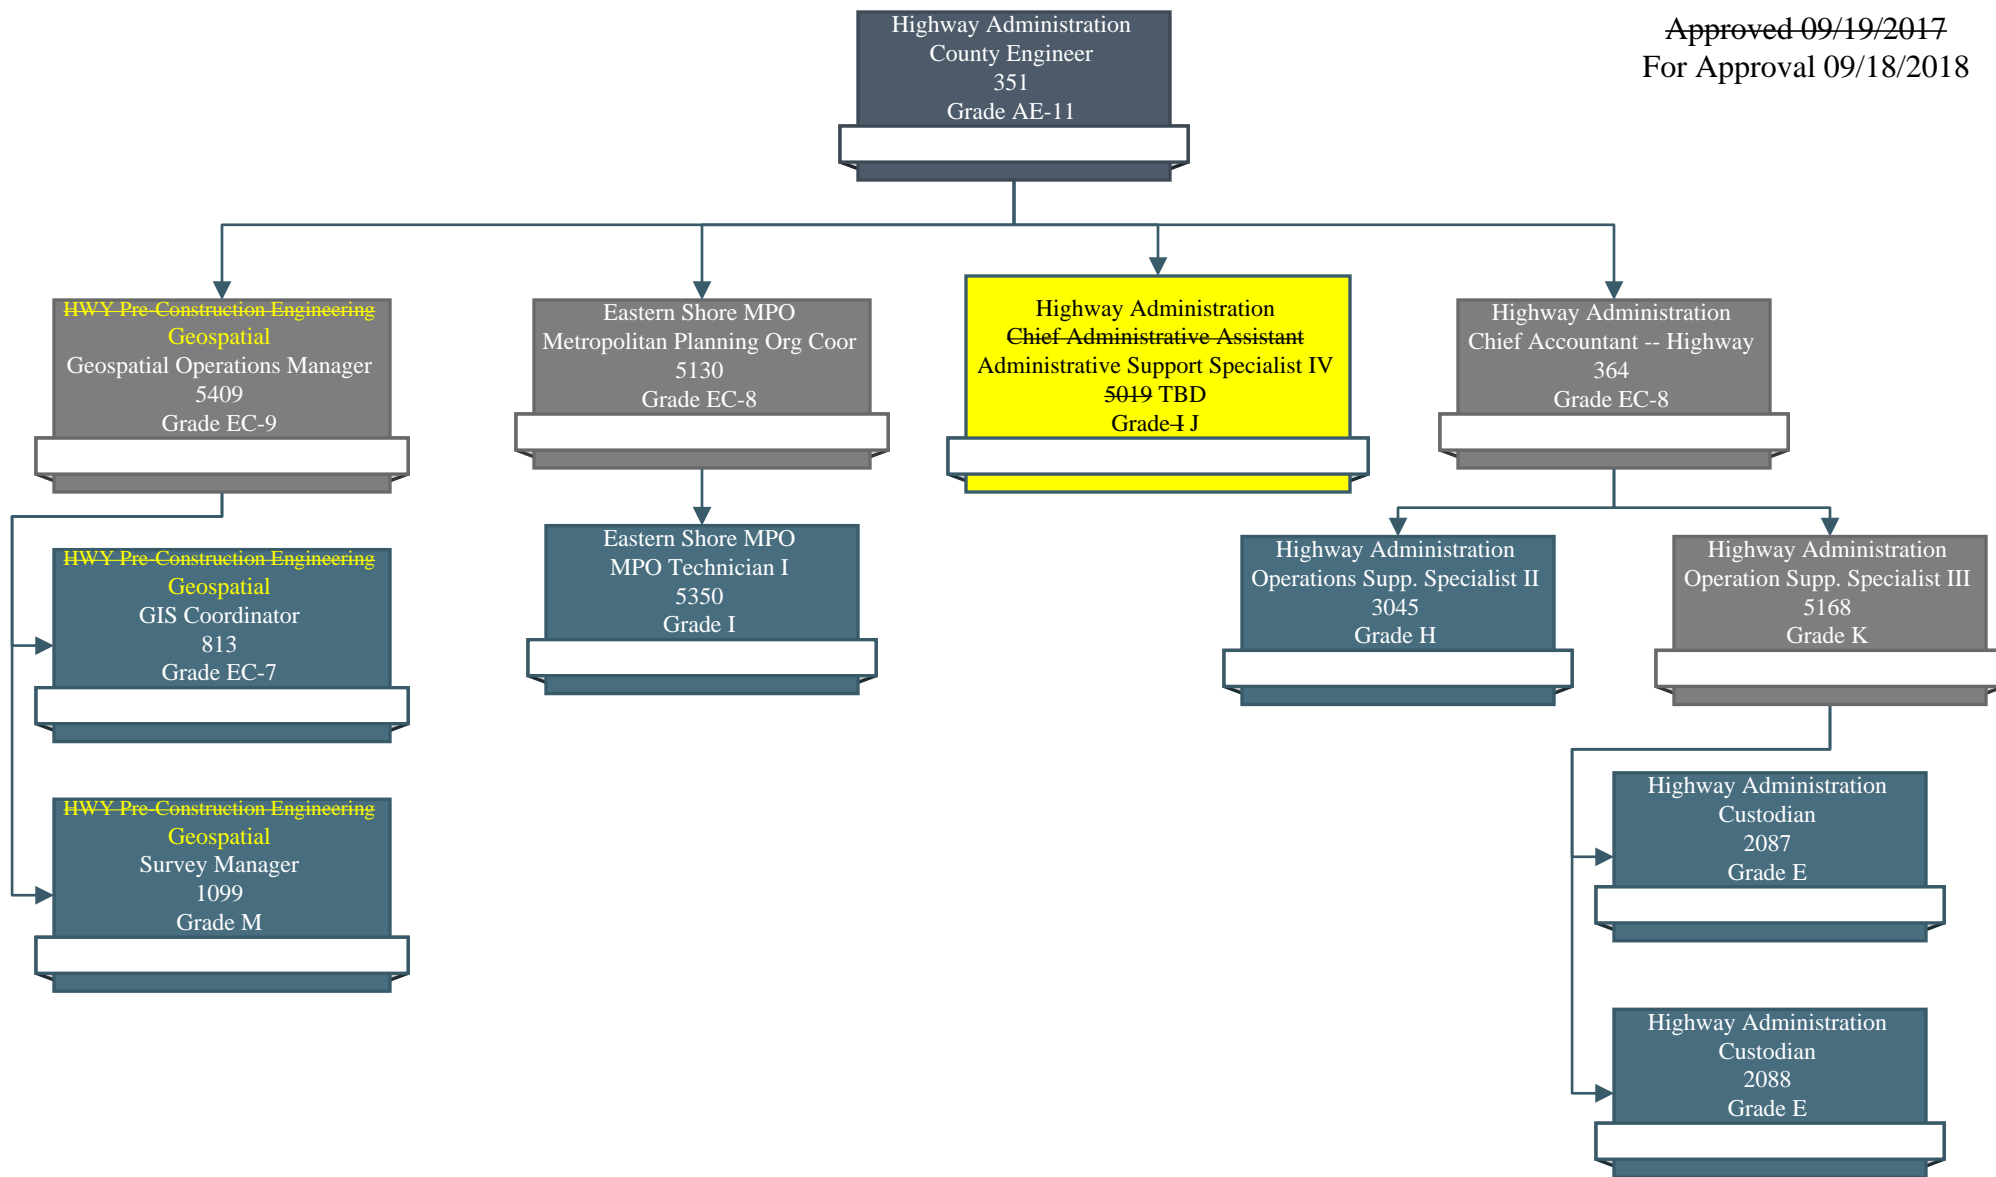 Highway Administration
County Engineer
351
Grade AE-11
Approved 09/19/2017
For Approval 09/18/2018
HWY Pre-Construction Engineering
Geospatial
Geospatial Operations Manager
5409
Grade EC-9
Eastern Shore MPO
Metropolitan Planning Org Coor
5130
Grade EC-8
Highway Administration
Chief Administrative Assistant
Administrative Support Specialist IV
5019 TBD
Grade I J
Highway Administration
Chief Accountant -- Highway
364
Grade EC-8
HWY Pre-Construction Engineering
Geospatial
GIS Coordinator
813
Grade EC-7
Eastern Shore MPO
MPO Technician I
5350
Grade I
Highway Administration
Operations Supp. Specialist II
3045
Grade H
Highway Administration
Operation Supp. Specialist III
5168
Grade K
HWY Pre-Construction Engineering
Geospatial
Survey Manager
1099
Grade M
Highway Administration
Custodian
2087
Grade E
Highway Administration
Custodian
2088
Grade E